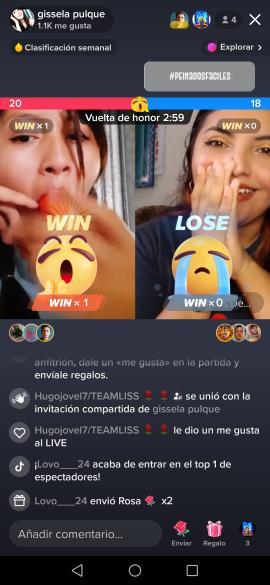 gissela pulque
1.1K me gusta
4
Clasificación semanal
Explorar >
#PEINADOSFACILES
20
18
Vuelta de honor 2:59
WIN x 1
WIN x0
WIN
LOSE
WIN x 1
WIN x0
anfitrión, dale un «me gusta» en la partida y
envíale regalos.
Hugojovel7/TEAMLISS 🌹 🌹 se unió con la
invitación compartida de gissela pulque
Hugojovel7/TEAMLISS 🌹 🌹 le dio un me gusta
al LIVE
¡Lovo___24 acaba de entrar en el top 1 de
espectadores!
Lovo___24 envió Rosa 🌹 x2
Añadir comentario...
Enviar
Regalo
3